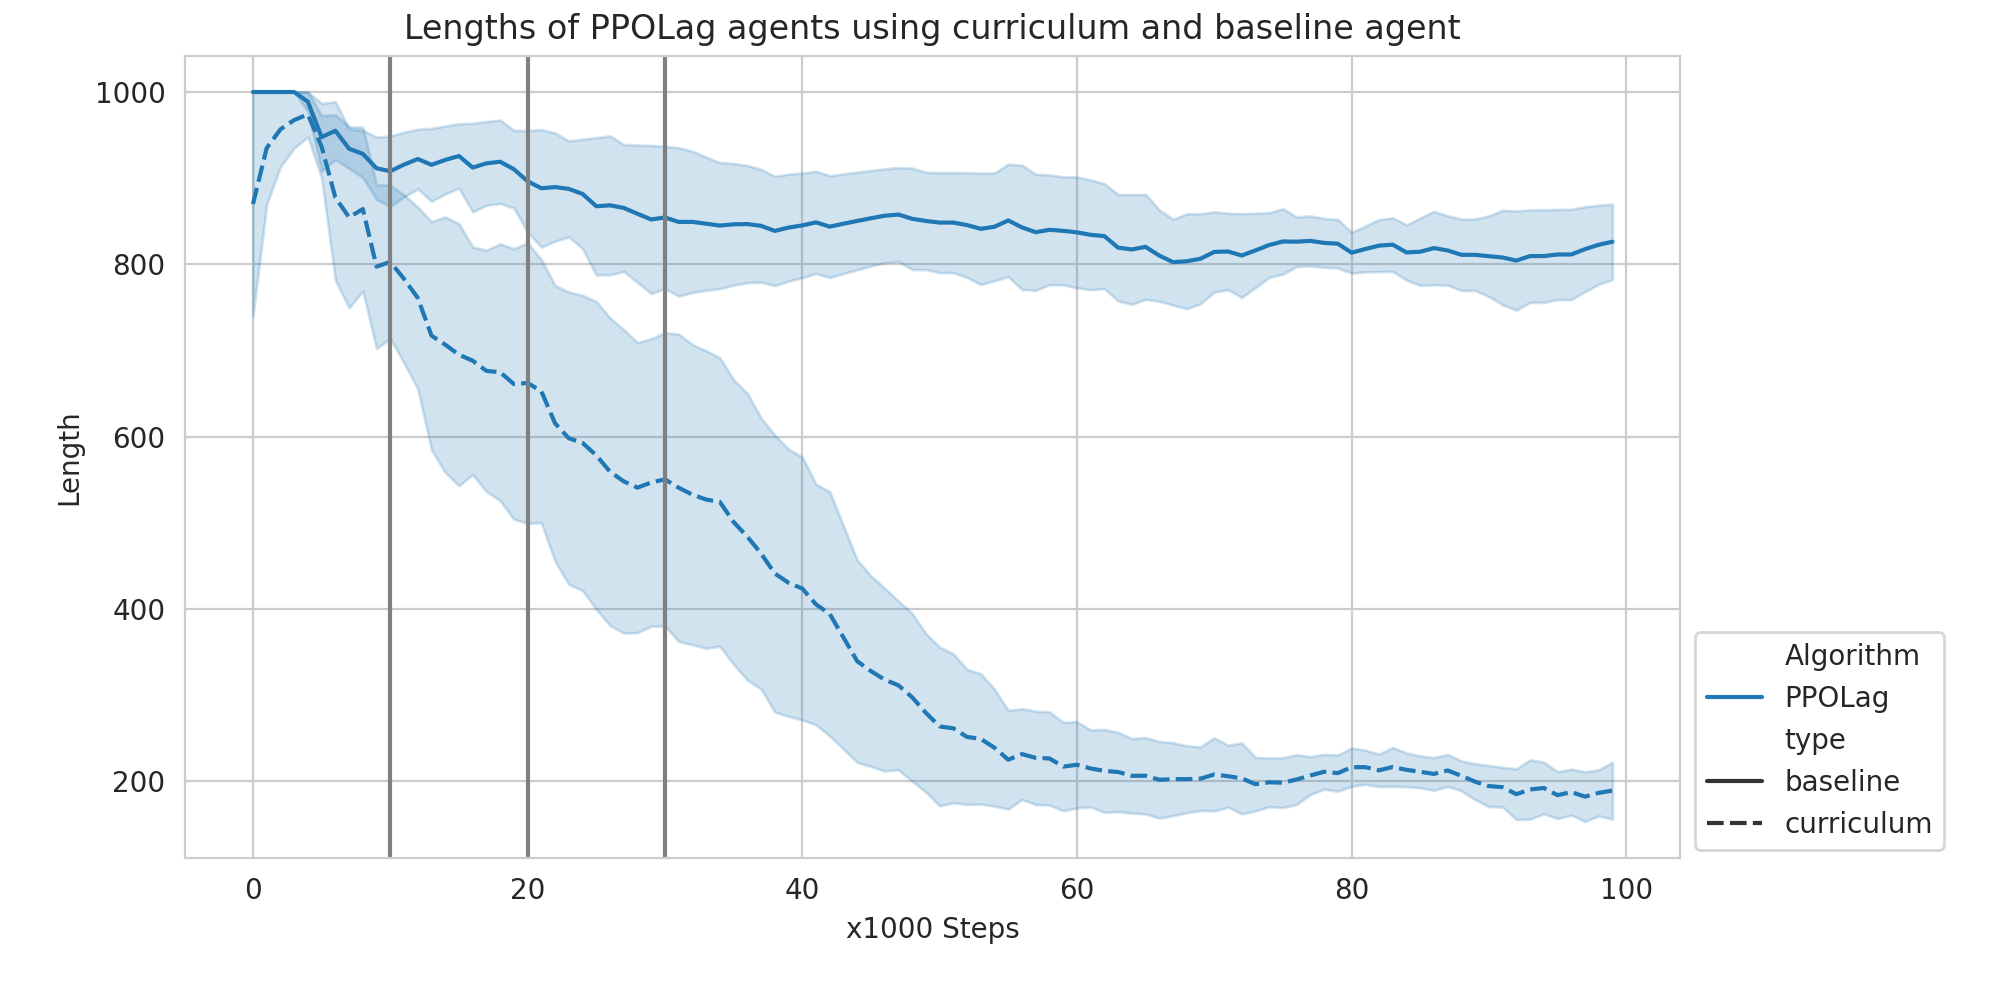 Lengths of PPOLag agents using curriculum and baseline agent
1000
800
600
400
200
Length
0 20 40 60 80 100
x1000 Steps
Algorithm
PPOLag
type
baseline
curriculum